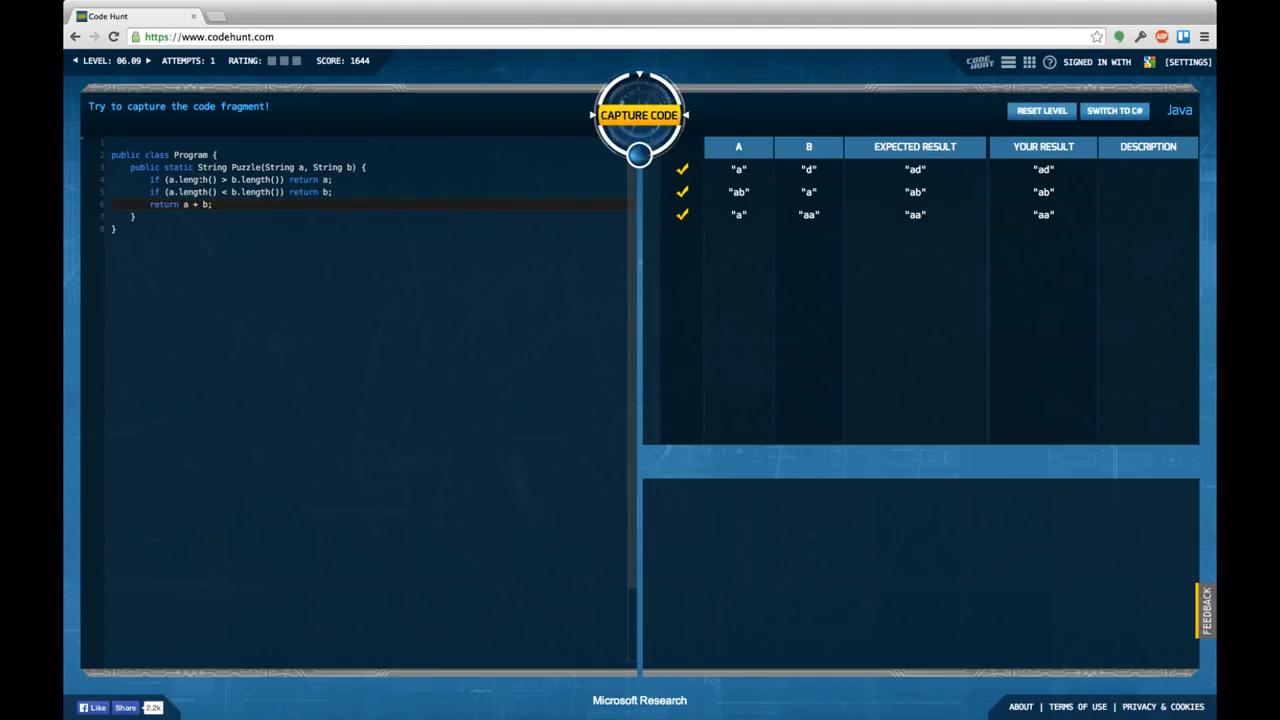 Code Hunt
https://www.codehunt.com
LEVEL: 06.09 ATTEMPTS: 1 RATING: SCORE: 1644
CODE HUNT
SIGNED IN WITH [SETTINGS]
Try to capture the code fragment!
CAPTURE CODE
RESET LEVEL SWITCH TO C# Java
1
2 public class Program {
3 public static String Puzzle(String a, String b) {
4 if (a.length() > b.length()) return a;
5 if (a.length() < b.length()) return b;
6 return a + b;
7 }
8 }
A B EXPECTED RESULT YOUR RESULT DESCRIPTION
"a" "d" "ad" "ad"
"ab" "a" "ab" "ab"
"a" "aa" "aa" "aa"
FEEDBACK
Like Share 2.2k
Microsoft Research
ABOUT | TERMS OF USE | PRIVACY & COOKIES